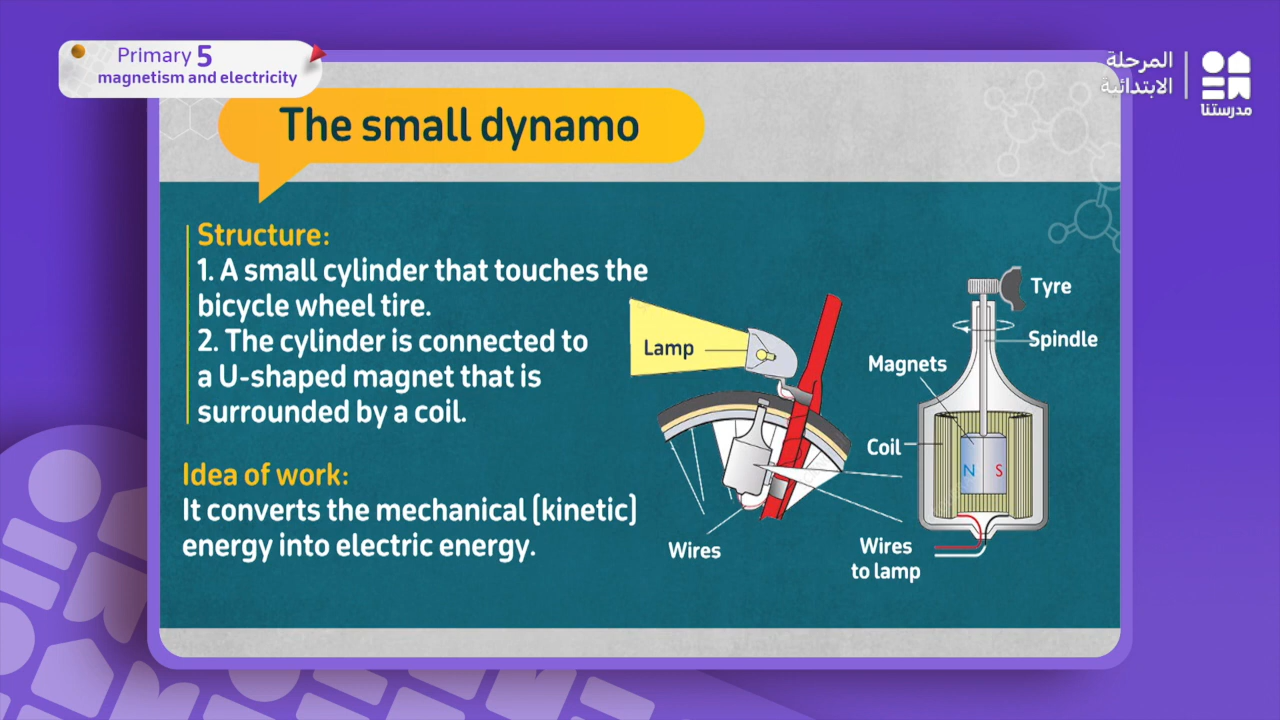 Primary 5
magnetism and electricity
المرحلة
الابتدائية
مدرستنا
The small dynamo
Structure:
1. A small cylinder that touches the
bicycle wheel tire.
2. The cylinder is connected to
a U-shaped magnet that is
surrounded by a coil.
Idea of work:
It converts the mechanical (kinetic)
energy into electric energy.
Lamp
Wires
Tyre
Spindle
Magnets
Coil
N S
Wires
to lamp